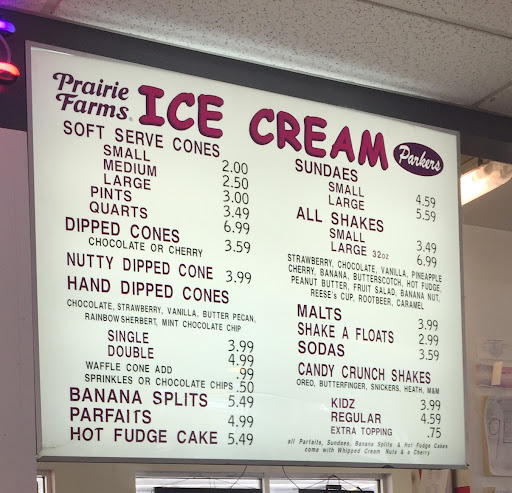 Prairie Farms
ICE CREAM
Parkers
SOFT SERVE CONES
SMALL 2.00
MEDIUM 2.50
LARGE 3.00
PINTS 3.49
QUARTS 6.99
DIPPED CONES 3.59
CHOCOLATE OR CHERRY
NUTTY DIPPED CONE 3.99
HAND DIPPED CONES
CHOCOLATE, STRAWBERRY, VANILLA, BUTTER PECAN,
RAINBOW SHERBERT, MINT CHOCOLATE CHIP
SINGLE 3.99
DOUBLE 4.99
WAFFLE CONE ADD .99
SPRINKLES OR CHOCOLATE CHIPS .50
BANANA SPLITS 5.49
PARFAITS 4.99
HOT FUDGE CAKE 5.49
SUNDAES
SMALL 4.59
LARGE 5.59
ALL SHAKES
SMALL 3.49
LARGE 32oz 6.99
STRAWBERRY, CHOCOLATE, VANILLA, PINEAPPLE
CHERRY, BANANA, BUTTERSCOTCH, HOT FUDGE,
PEANUT BUTTER, FRUIT SALAD, BANANA NUT,
REESE'S CUP, ROOTBEER, CARAMEL
MALTS 3.99
SHAKE A FLOATS 2.99
SODAS 3.59
CANDY CRUNCH SHAKES
OREO, BUTTERFINGER, SNICKERS, HEATH, M&M
KIDZ 3.99
REGULAR 4.59
EXTRA TOPPING .75
all Parfaits, Sundaes, Banana Splits & Hot Fudge Cakes
come with Whipped Cream Nuts & a Cherry